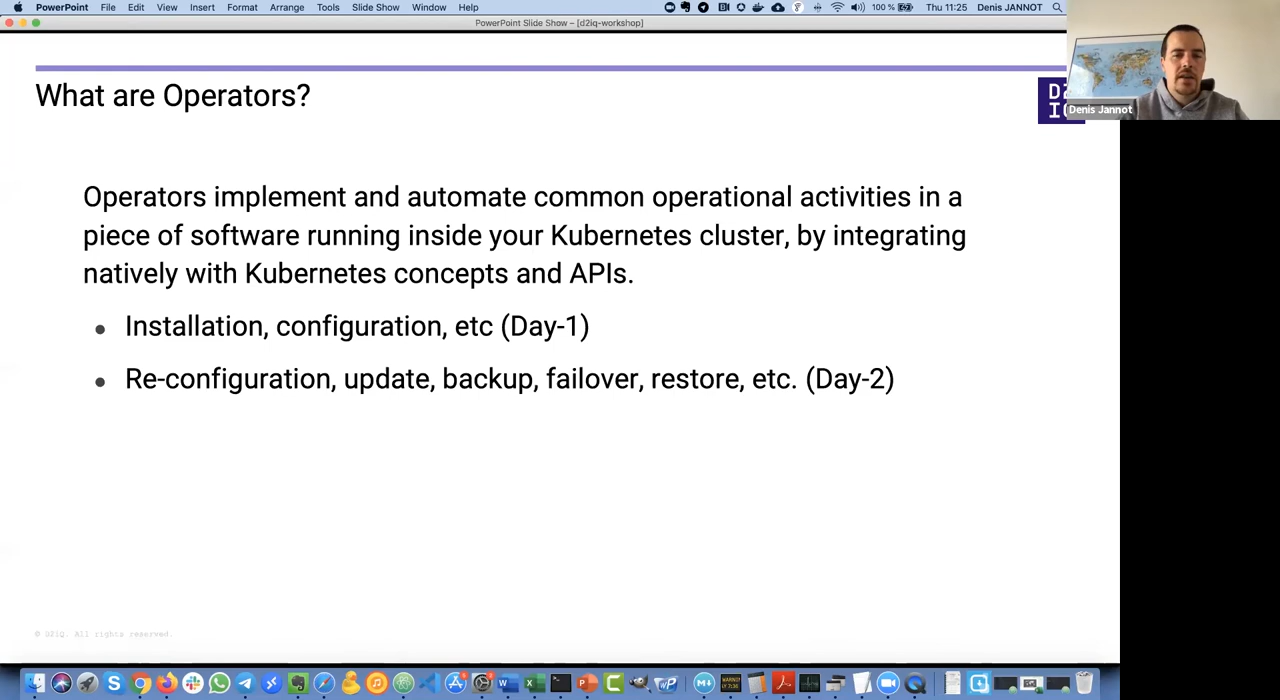 PowerPoint File Edit View Insert Format Arrange Tools Slide Show Window Help 100 % Thu 11:25 Denis JANNOT
PowerPoint Slide Show – [d2iq-workshop]
What are Operators?
Denis Jannot
Operators implement and automate common operational activities in a
piece of software running inside your Kubernetes cluster, by integrating
natively with Kubernetes concepts and APIs.
• Installation, configuration, etc (Day-1)
• Re-configuration, update, backup, failover, restore, etc. (Day-2)
© D2iQ. All rights reserved.